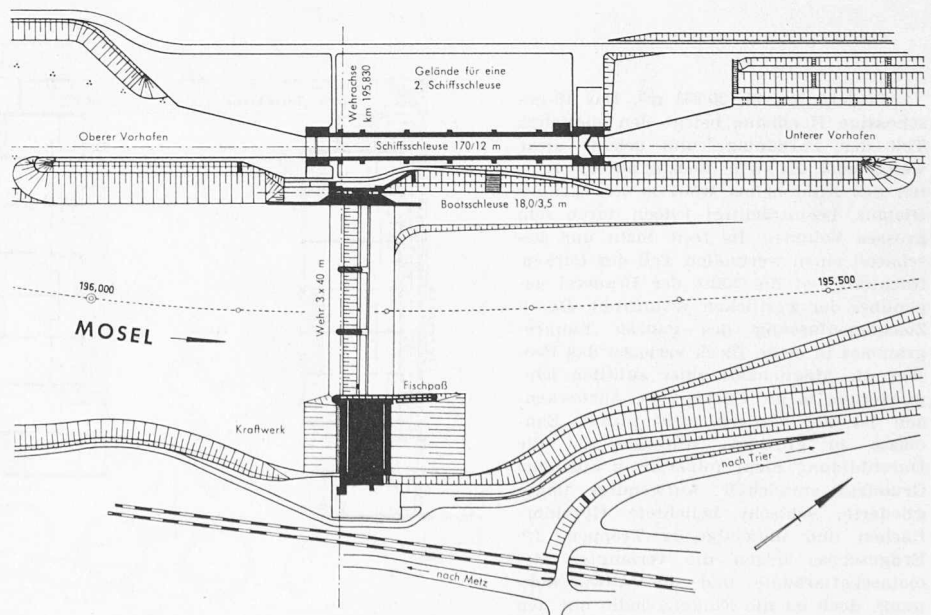 Gelände für eine
2. Schiffsschleuse
Wehrachse
km 195,830
Oberer Vorhafen
Schiffsschleuse 170/12 m
Unterer Vorhafen
Bootsschleuse 18,0/3,5 m
Wehr 3 x 40 m
196,000
195,500
MOSEL
Fischpaß
Kraftwerk
nach Trier
nach Metz